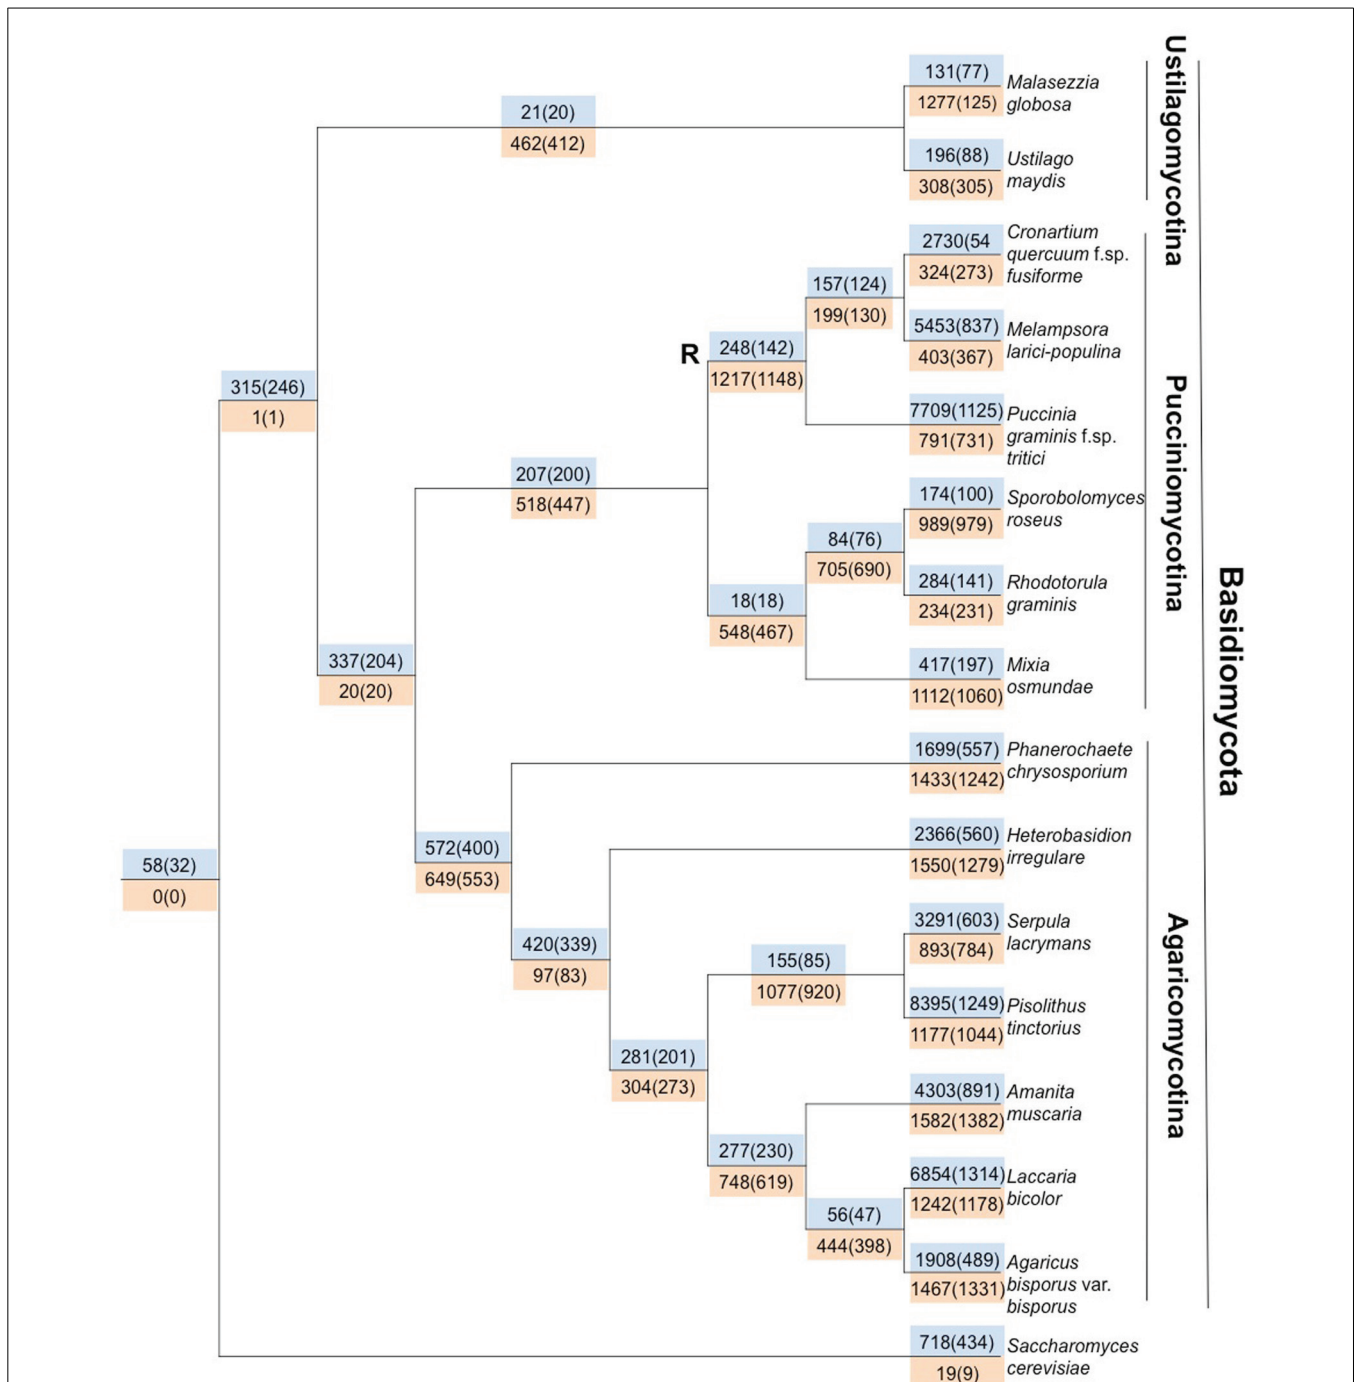 131(77)
1277(125)
Malasezzia
globosa
21(20)
462(412)
196(88)
308(305)
Ustilago
maydis
Ustilagomycotina
2730(54
324(273)
Cronartium
quercuum f.sp.
fusiforme
157(124)
199(130)
5453(837)
403(367)
Melampsora
larici-populina
R
248(142)
1217(1148)
7709(1125)
791(731)
Puccinia
graminis f.sp.
tritici
315(246)
1(1)
207(200)
518(447)
174(100)
989(979)
Sporobolomyces
roseus
84(76)
705(690)
284(141)
234(231)
Rhodotorula
graminis
18(18)
548(467)
417(197)
1112(1060)
Mixia
osmundae
Pucciniomycotina
337(204)
20(20)
1699(557)
1433(1242)
Phanerochaete
chrysosporium
572(400)
649(553)
2366(560)
1550(1279)
Heterobasidion
irregulare
58(32)
0(0)
420(339)
97(83)
3291(603)
893(784)
Serpula
lacrymans
155(85)
1077(920)
8395(1249)
1177(1044)
Pisolithus
tinctorius
281(201)
304(273)
4303(891)
1582(1382)
Amanita
muscaria
277(230)
748(619)
6854(1314)
1242(1178)
Laccaria
bicolor
56(47)
444(398)
1908(489)
1467(1331)
Agaricus
bisporus var.
bisporus
Agaricomycotina
Basidiomycota
718(434)
19(9)
Saccharomyces
cerevisiae